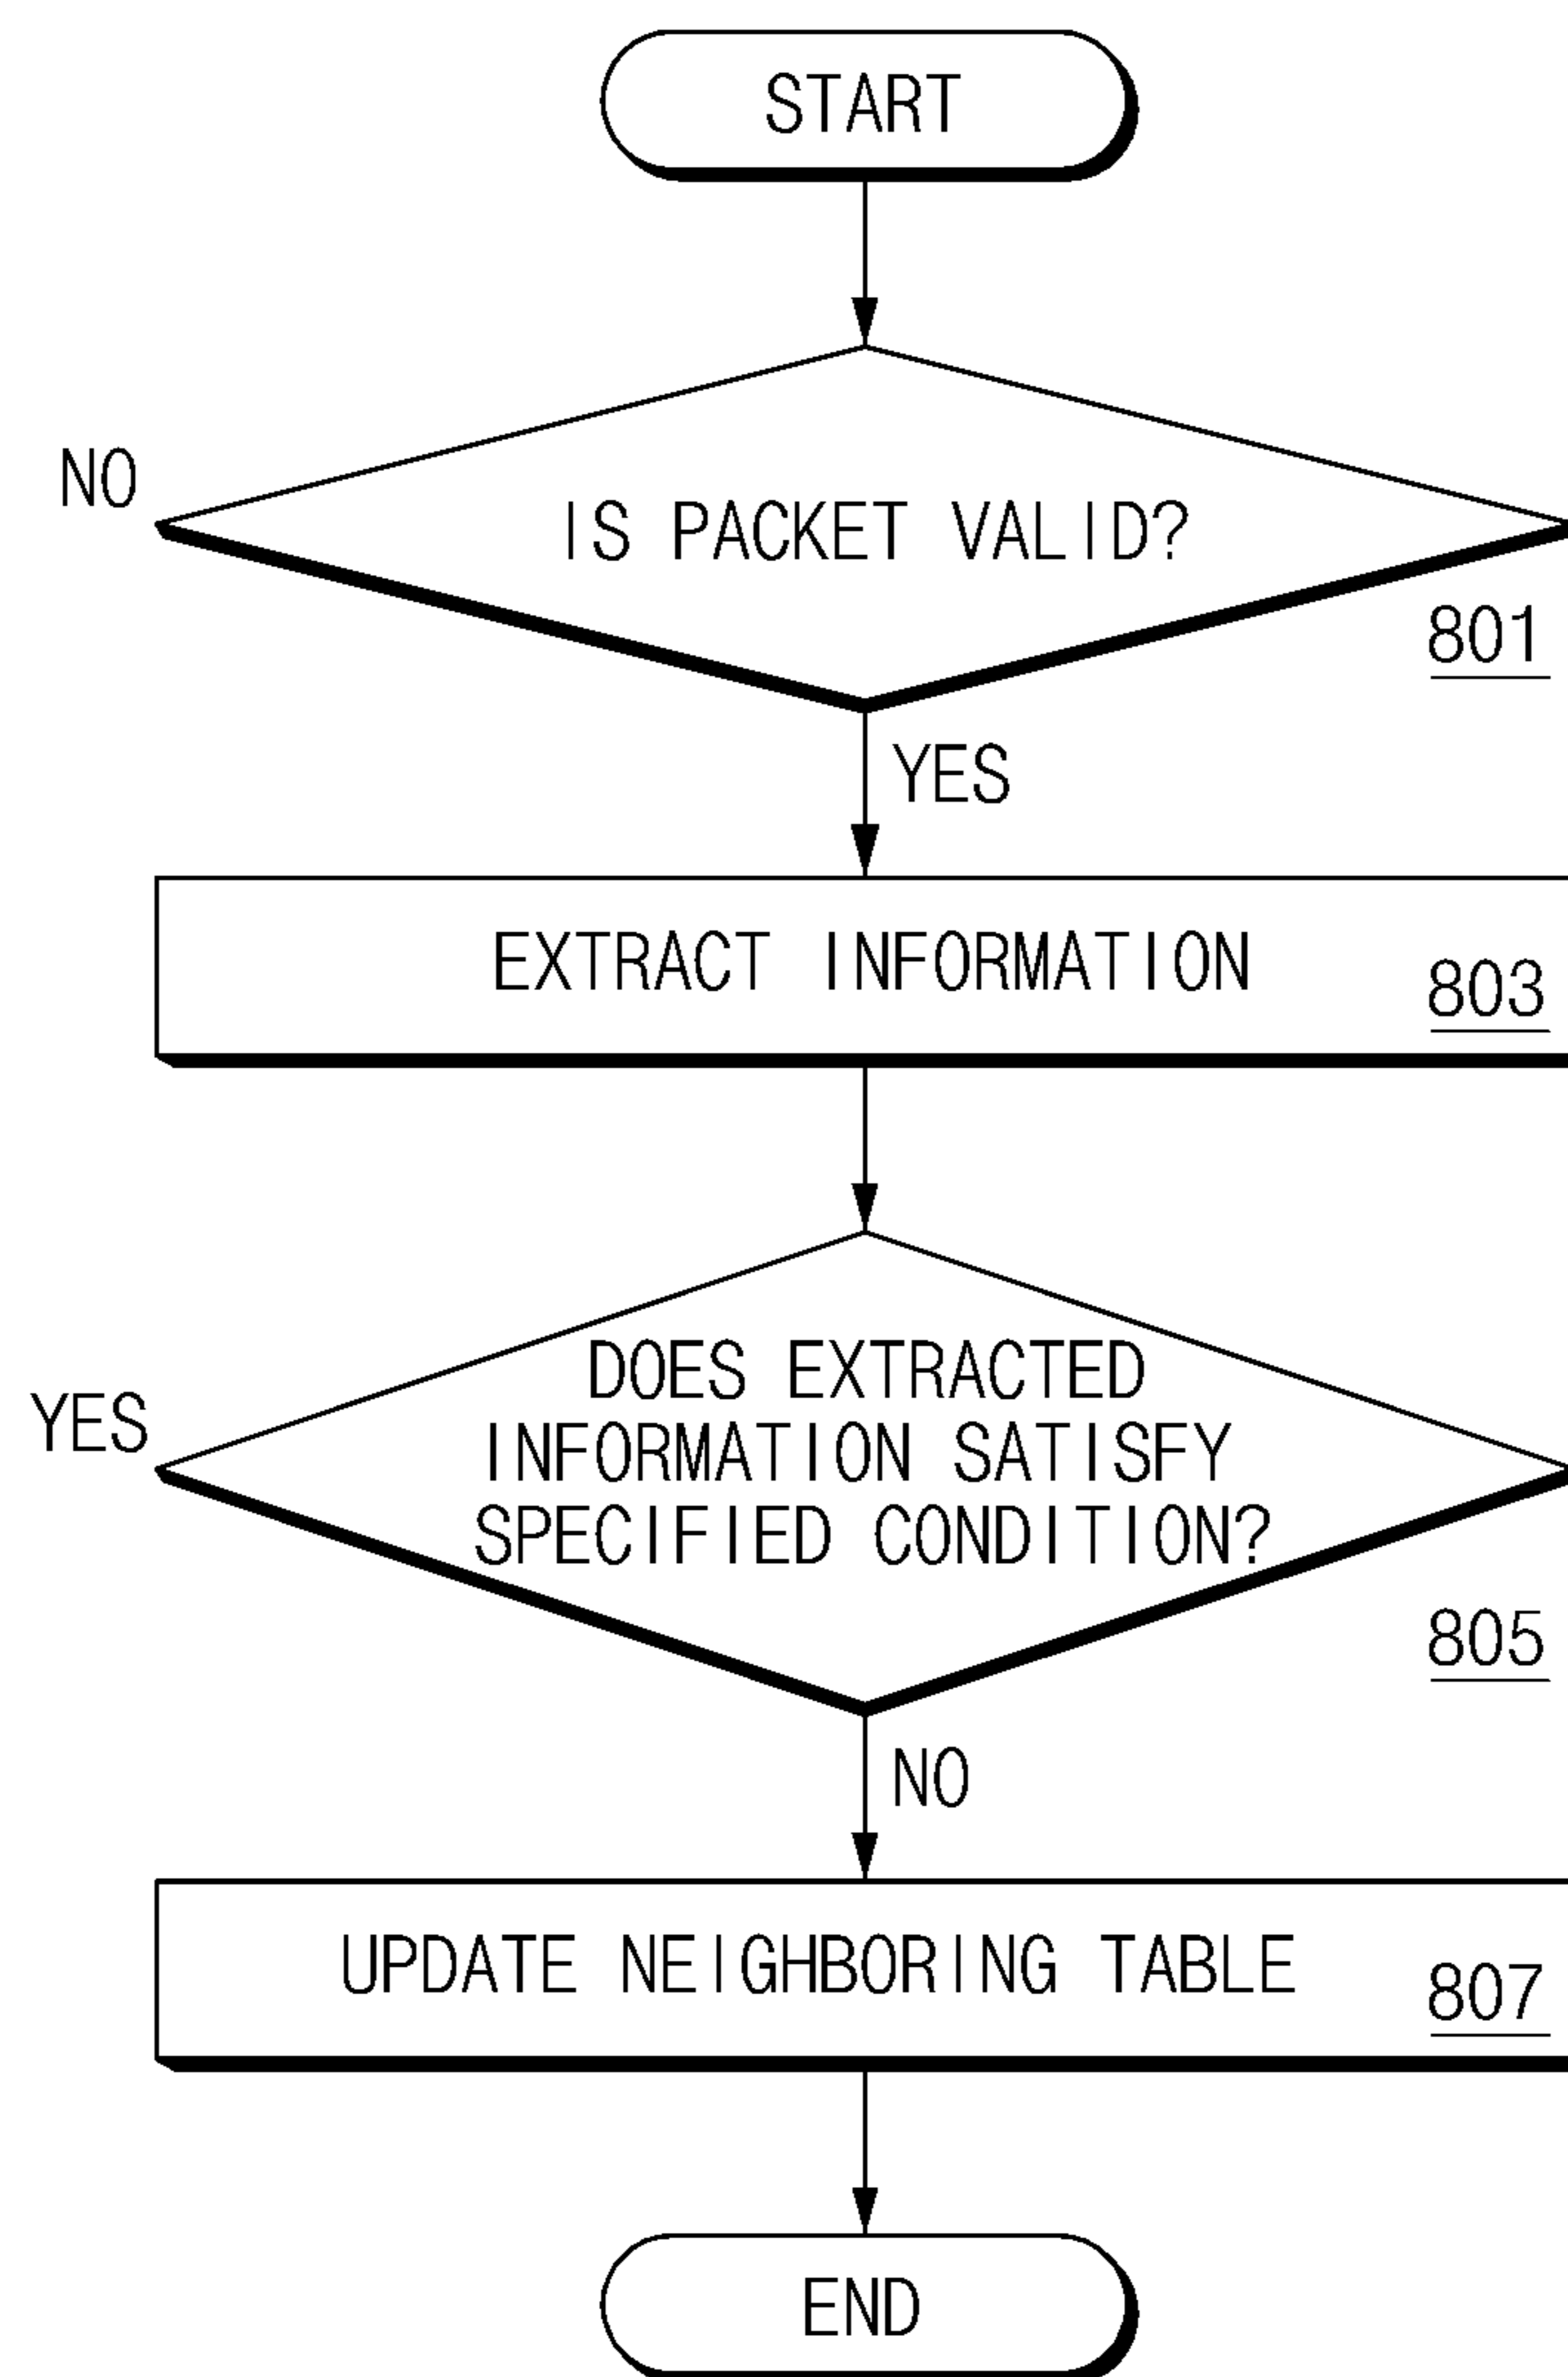 START
NO
IS PACKET VALID?
801
YES
EXTRACT INFORMATION
803
DOES EXTRACTED
YES
INFORMATION SATISFY
SPECIFIED CONDITION?
805
NO
UPDATE NEIGHBORING TABLE
807
END